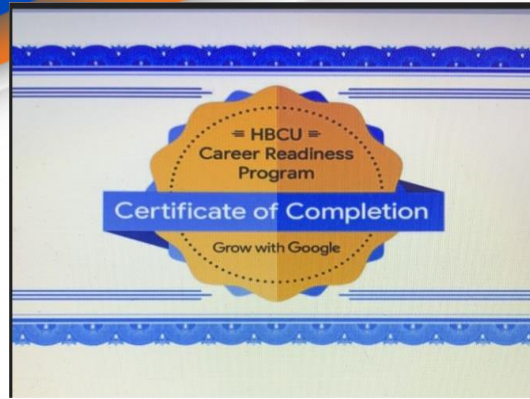 HBCU
Career Readiness
Program
Certificate of Completion
Grow with Google